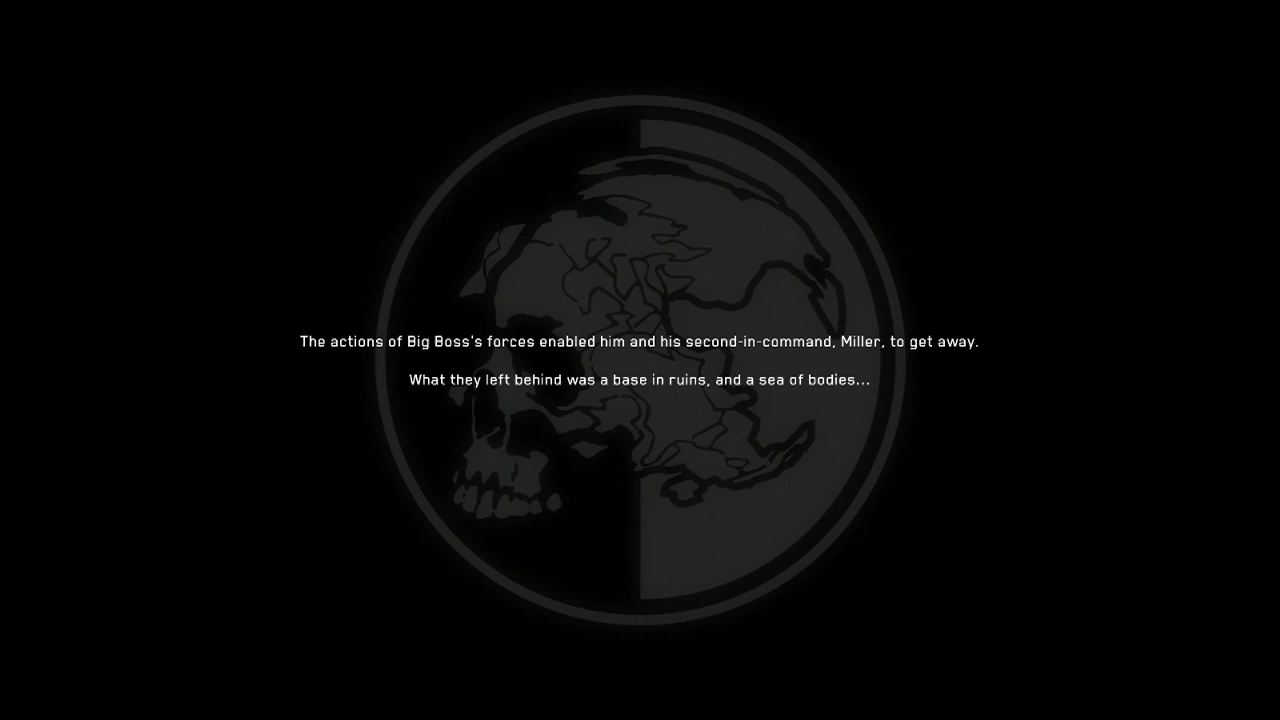 The actions of Big Boss's forces enabled him and his second-in-command, Miller, to get away.
What they left behind was a base in ruins, and a sea of bodies...